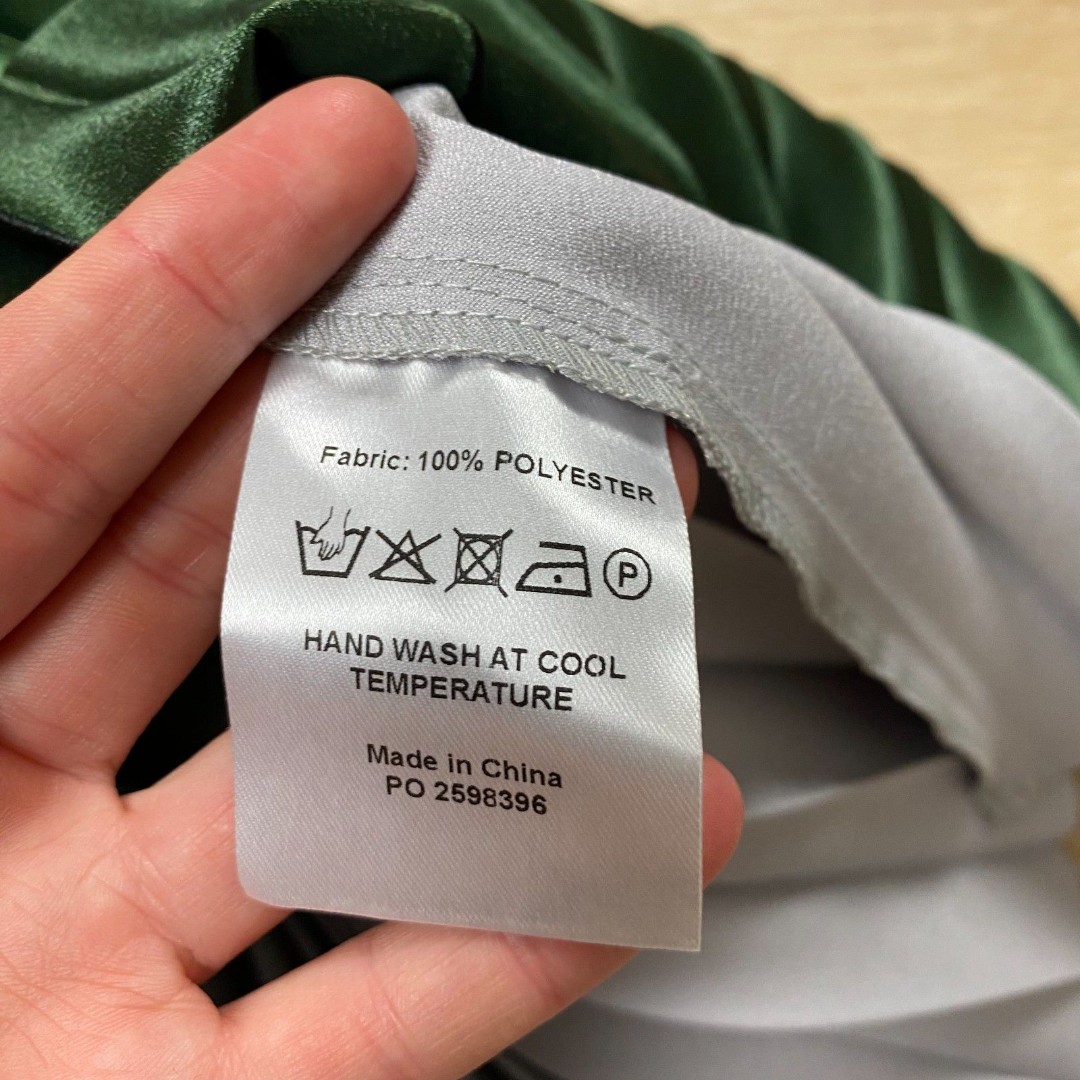 Fabric: 100% POLYESTER
P
HAND WASH AT COOL
TEMPERATURE
Made in China
PO 2598396